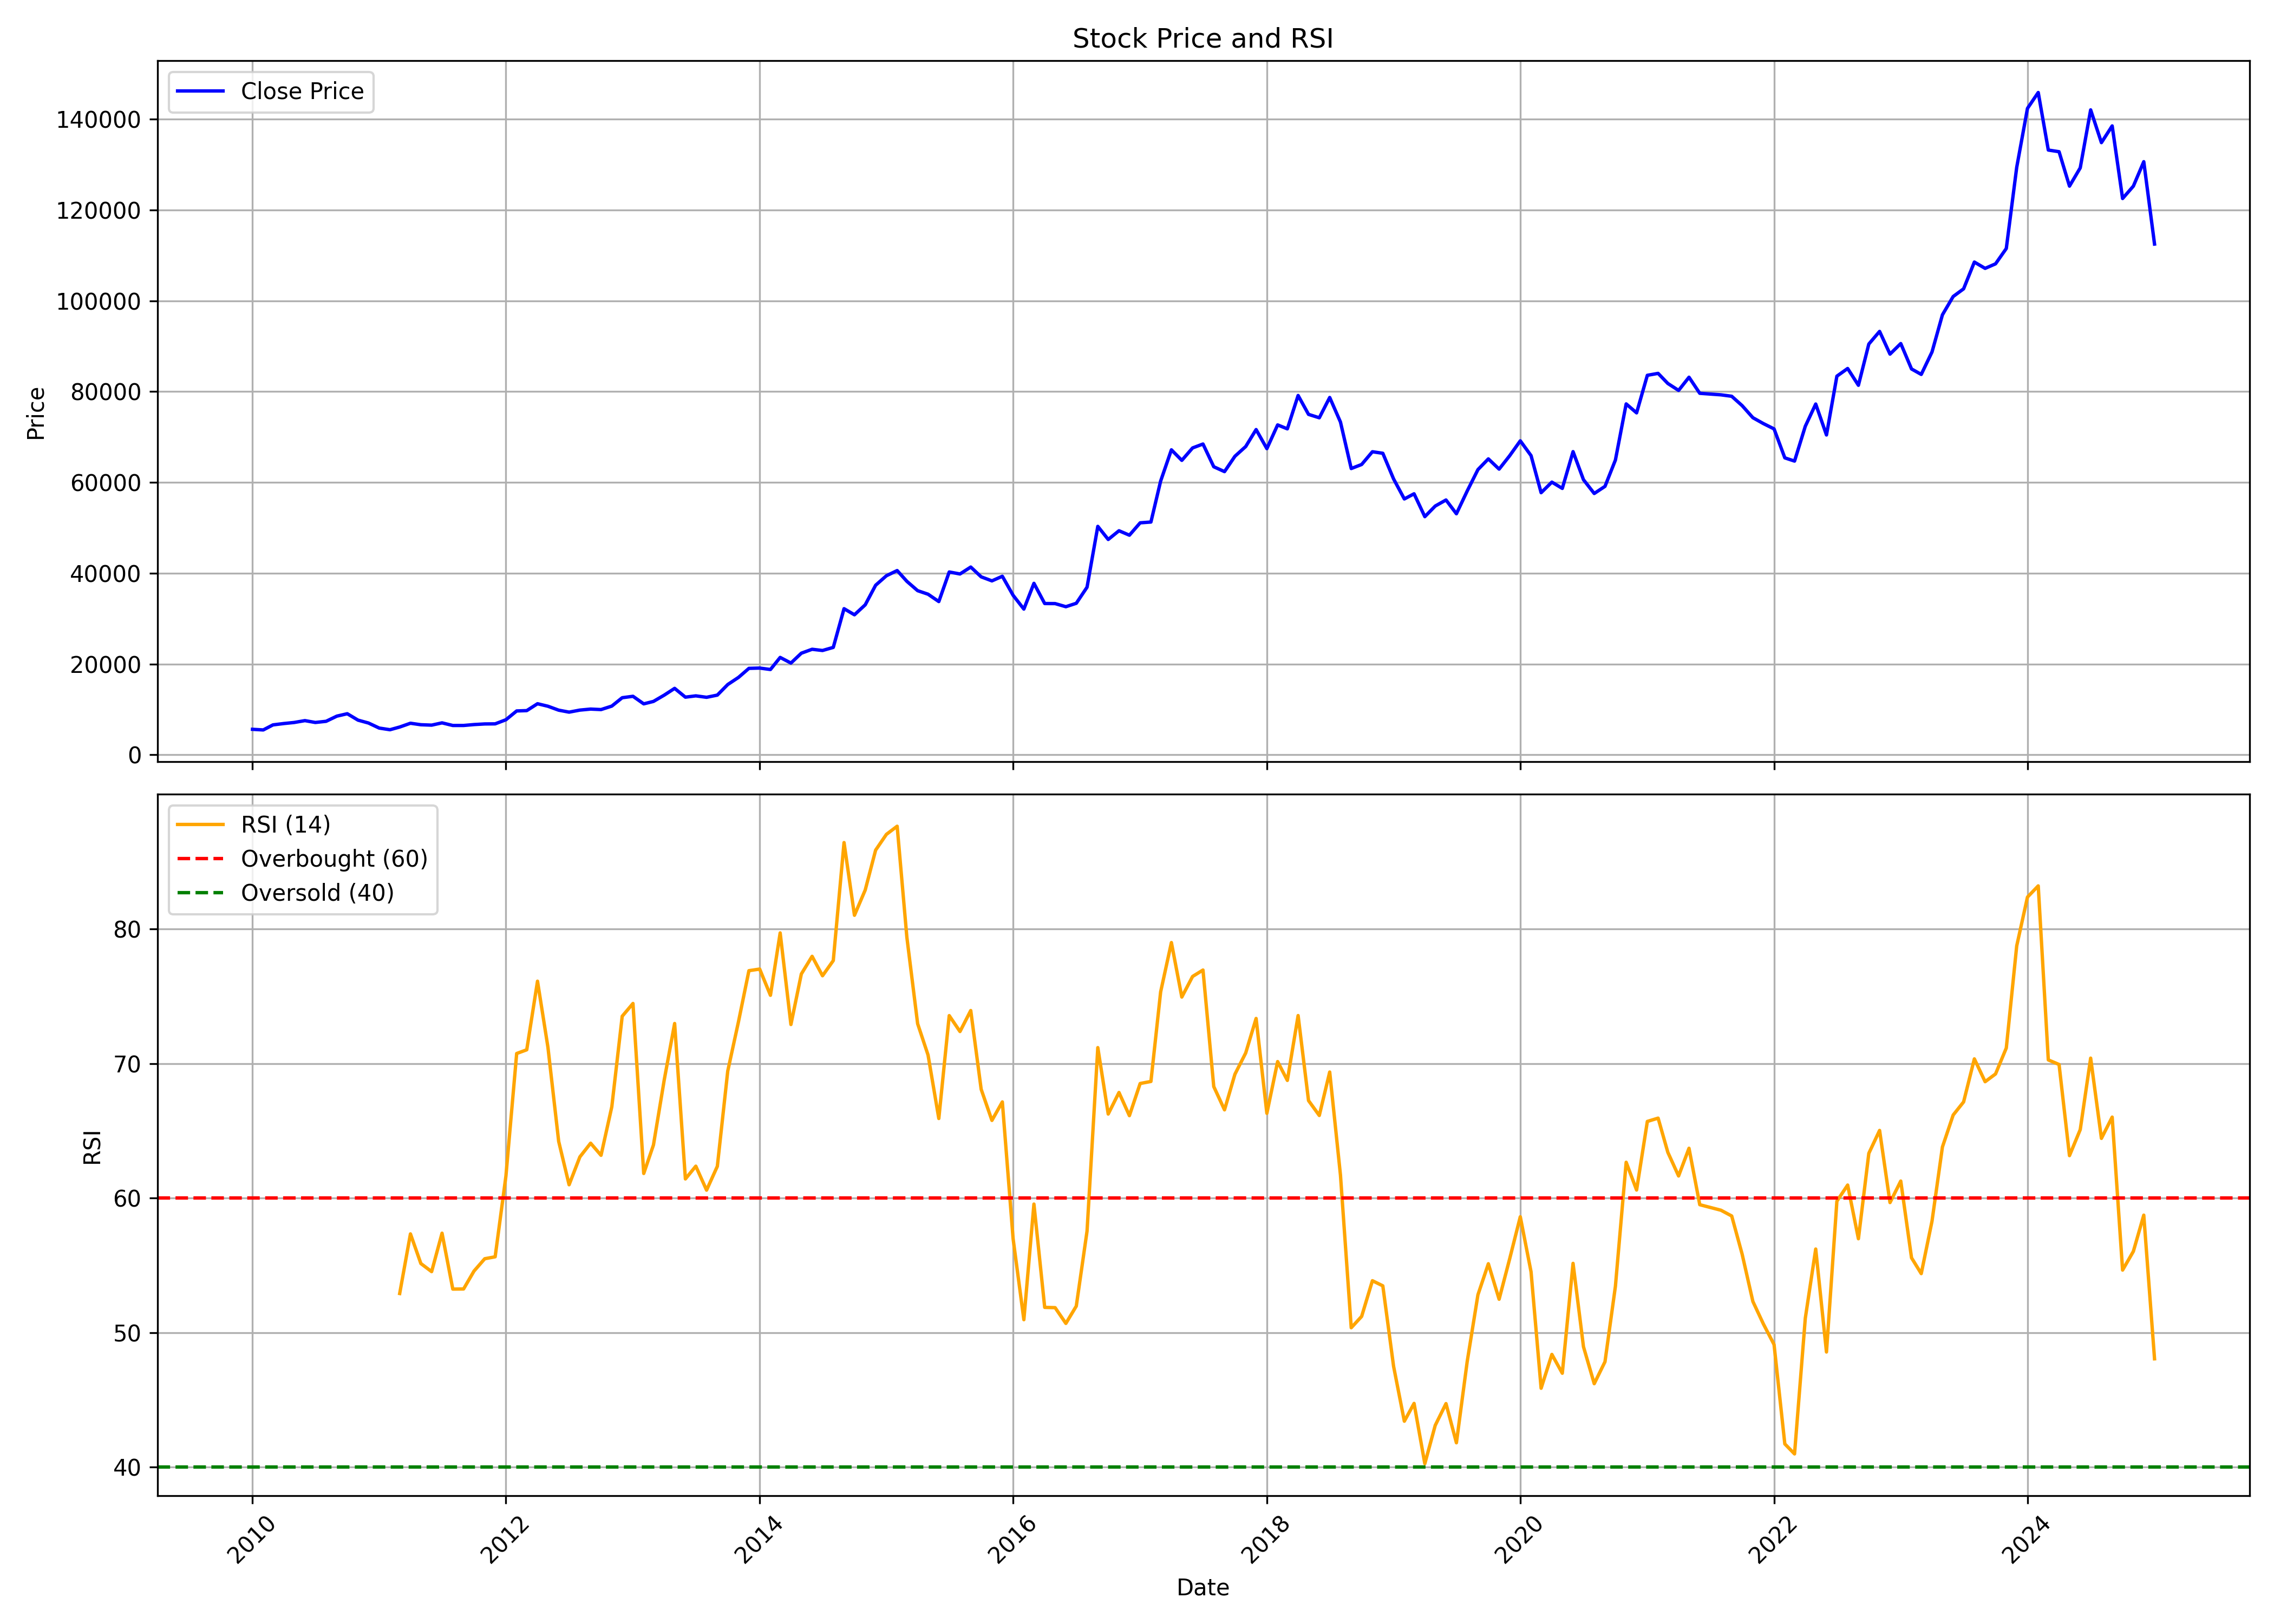 Stock Price and RSI
Close Price
140000
120000
100000
80000
60000
40000
20000
0
Price
RSI (14)
Overbought (60)
Oversold (40)
80
70
60
50
40
RSI
2010
2012
2014
2016
2018
2020
2022
2024
Date